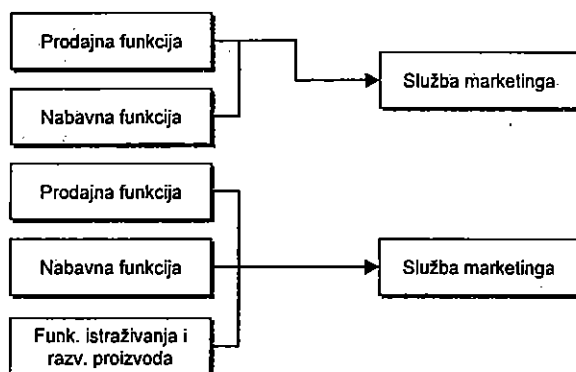 Prodajna funkcija
Služba marketinga
Nabavna funkcija
Prodajna funkcija
Nabavna funkcija
Služba marketinga
Funk. istraživanja i
razv. proizvoda